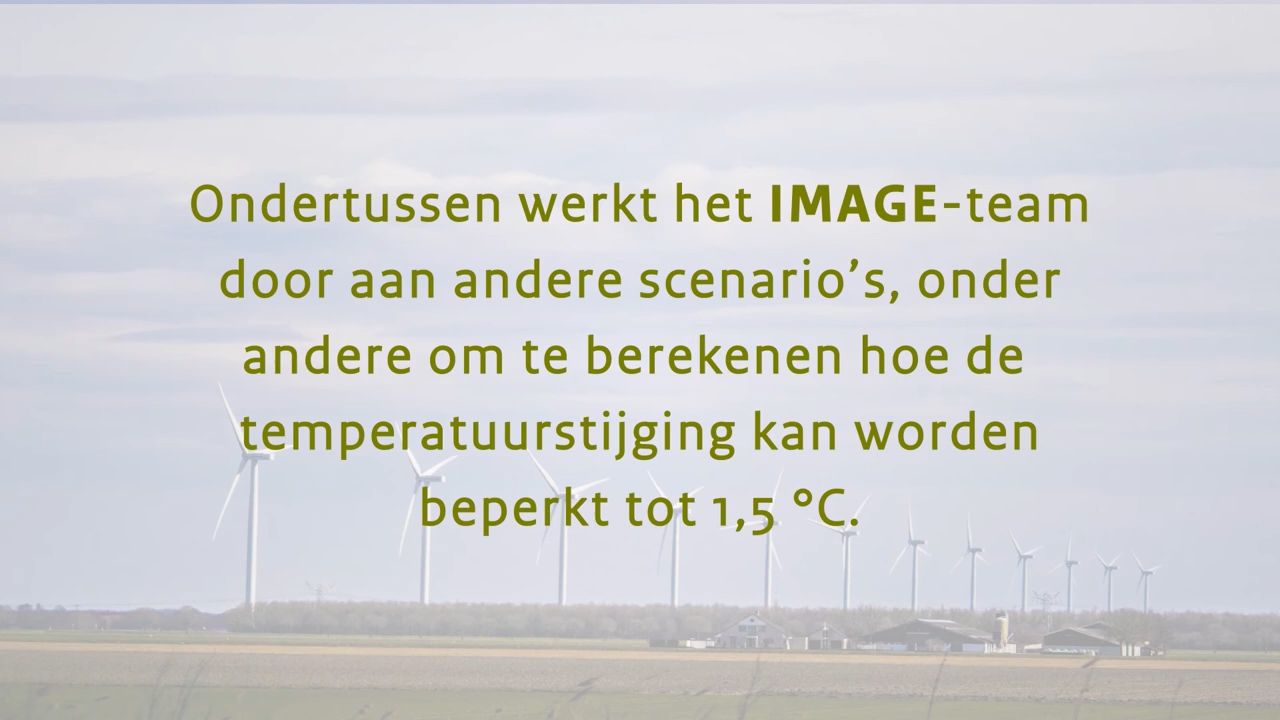 Ondertussen werkt het IMAGE-team
door aan andere scenario’s, onder
andere om te berekenen hoe de
temperatuurstijging kan worden
beperkt tot 1,5 °C.